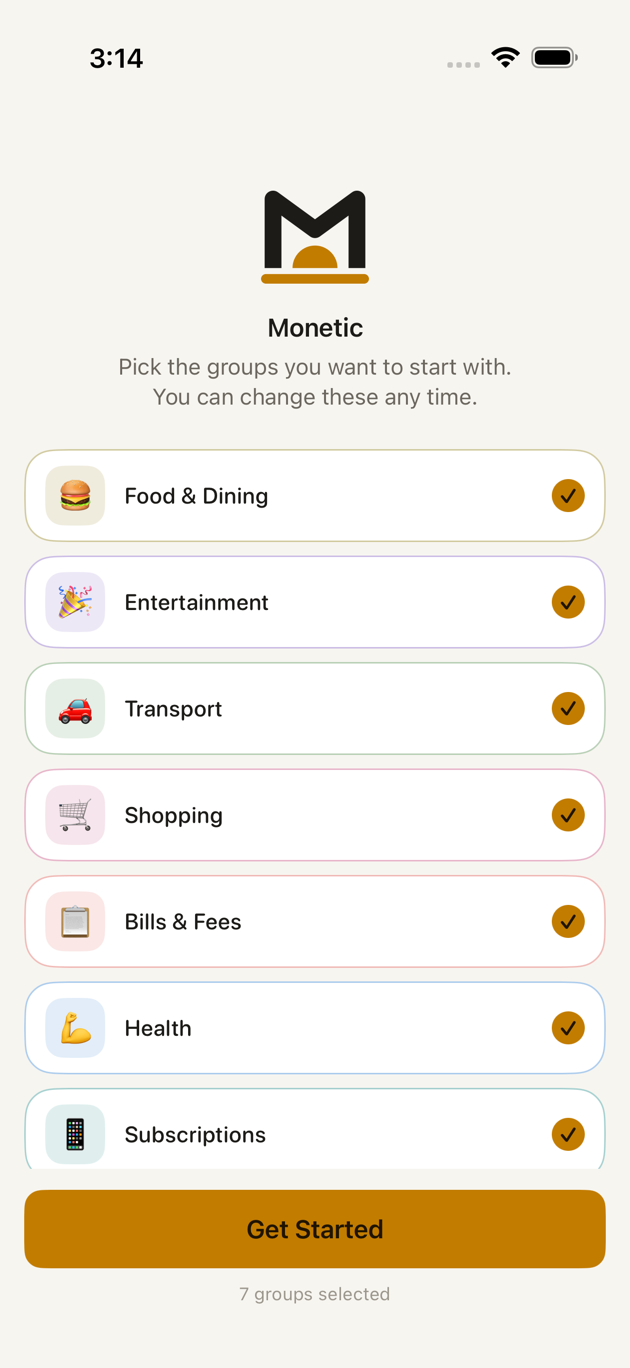 3:14
Monetic
Pick the groups you want to start with.
You can change these any time.
Food & Dining
Entertainment
Transport
Shopping
Bills & Fees
Health
Subscriptions
Get Started
7 groups selected